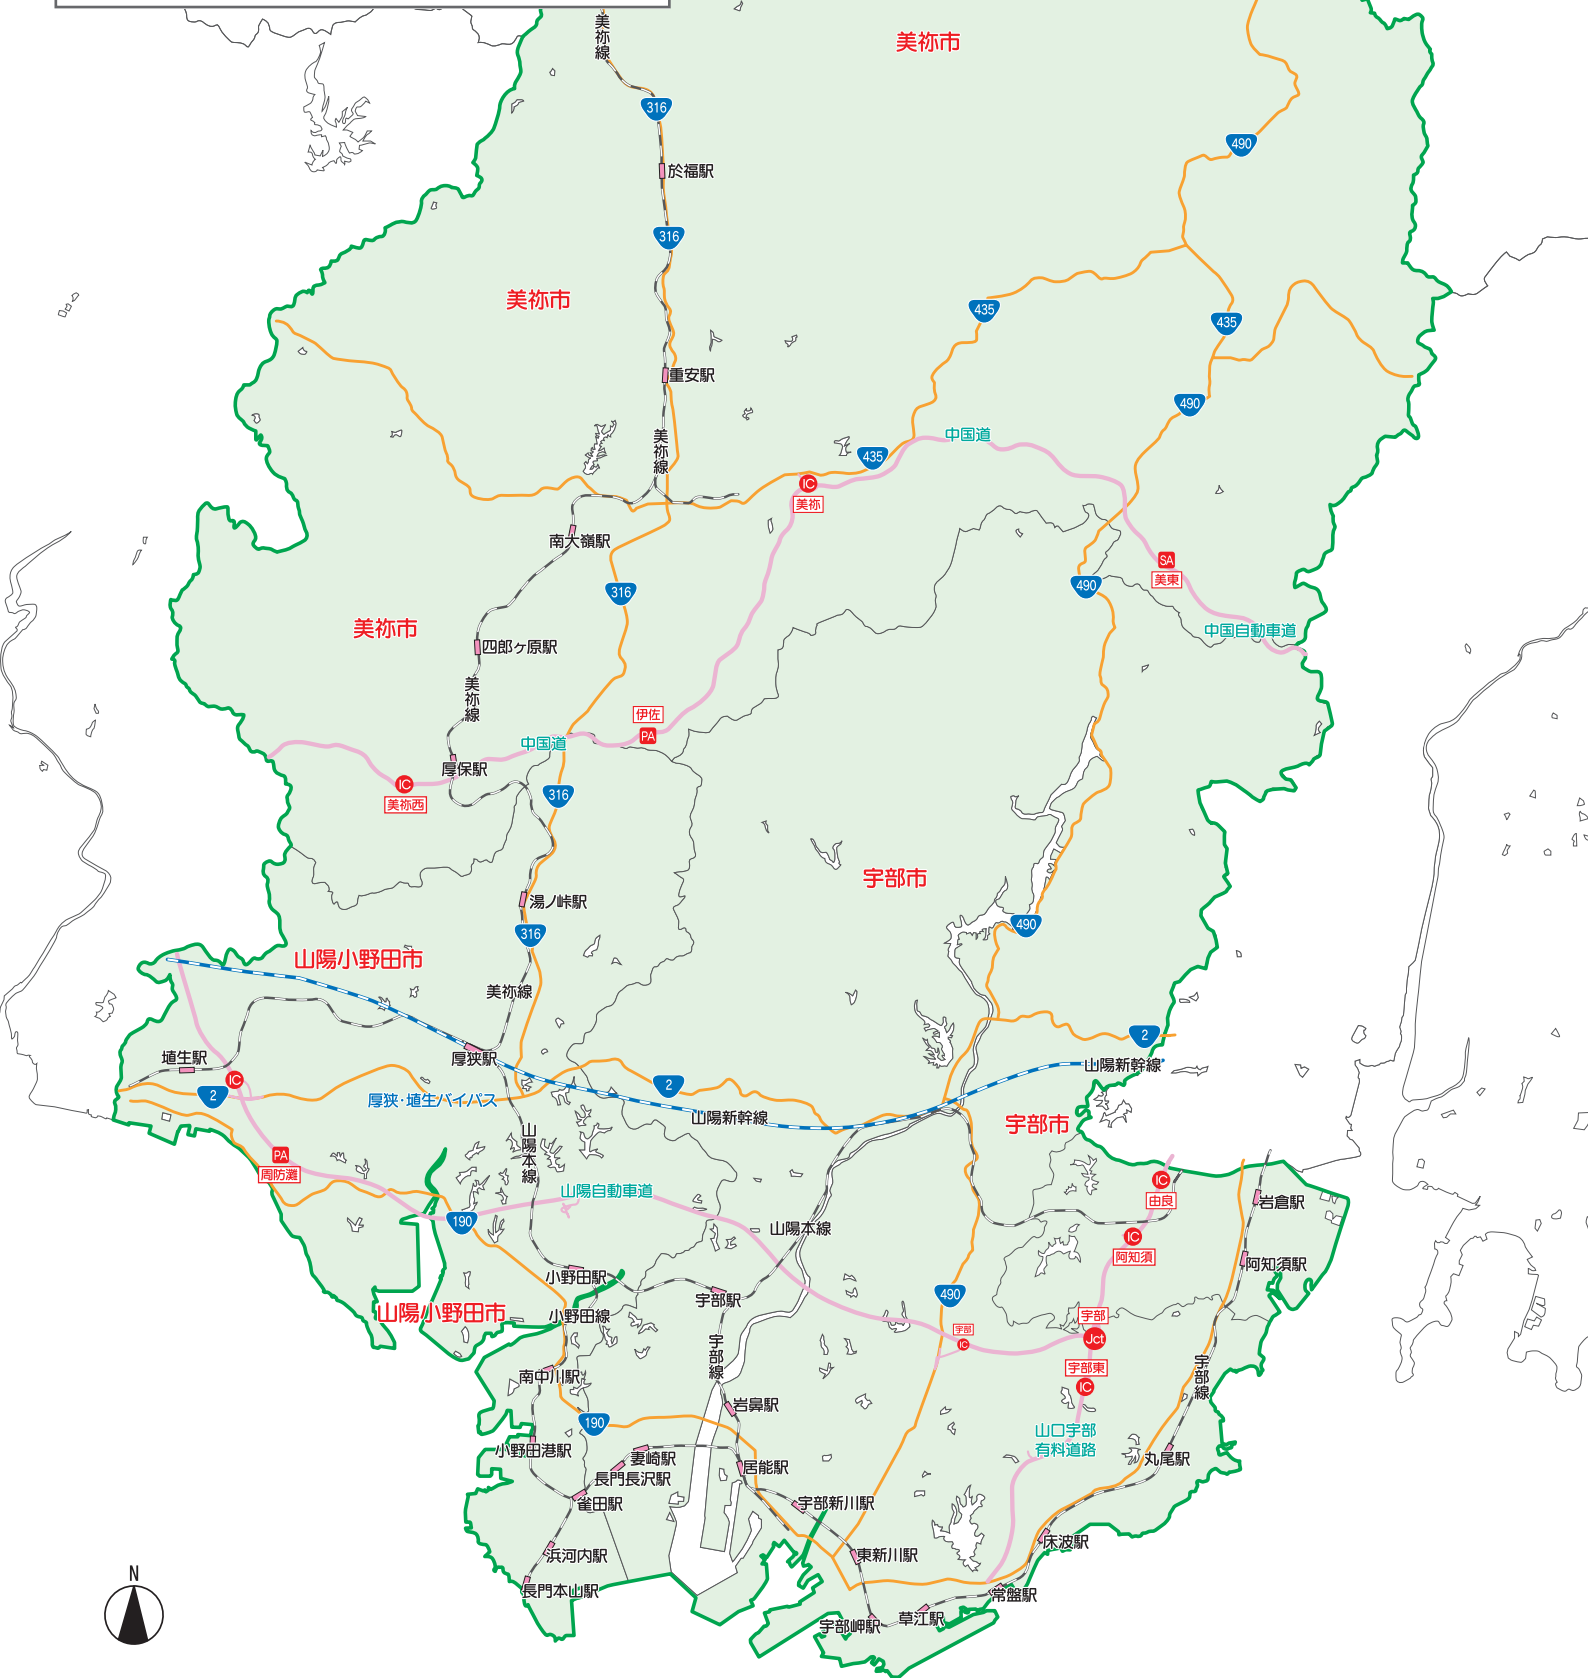 美祢線
美祢市
316
490
於福駅
316
美祢市
435
435
重安駅
490
中国道
美祢線
435
IC
美祢
南大嶺駅
SA
美東
316
490
美祢市
中国自動車道
四郎ヶ原駅
美祢線
伊佐
PA
中国道
厚保駅
IC
美祢西
316
宇部市
湯ノ峠駅
490
316
山陽小野田市
美祢線
2
埴生駅
厚狭駅
山陽新幹線
IC
2
2
厚狭・埴生バイパス
山陽新幹線
宇部市
山陽本線
PA
周防灘
山陽自動車道
IC
由良
岩倉駅
190
山陽本線
IC
阿知須
阿知須駅
小野田駅
宇部駅
490
山陽小野田市
小野田線
宇部
Jct
宇部
IC
宇部線
宇部東
IC
宇部線
南中川駅
岩鼻駅
190
山口宇部
有料道路
小野田港駅
妻崎駅
丸尾駅
居能駅
長門長沢駅
雀田駅
宇部新川駅
床波駅
浜河内駅
東新川駅
N
長門本山駅
常盤駅
草江駅
宇部岬駅